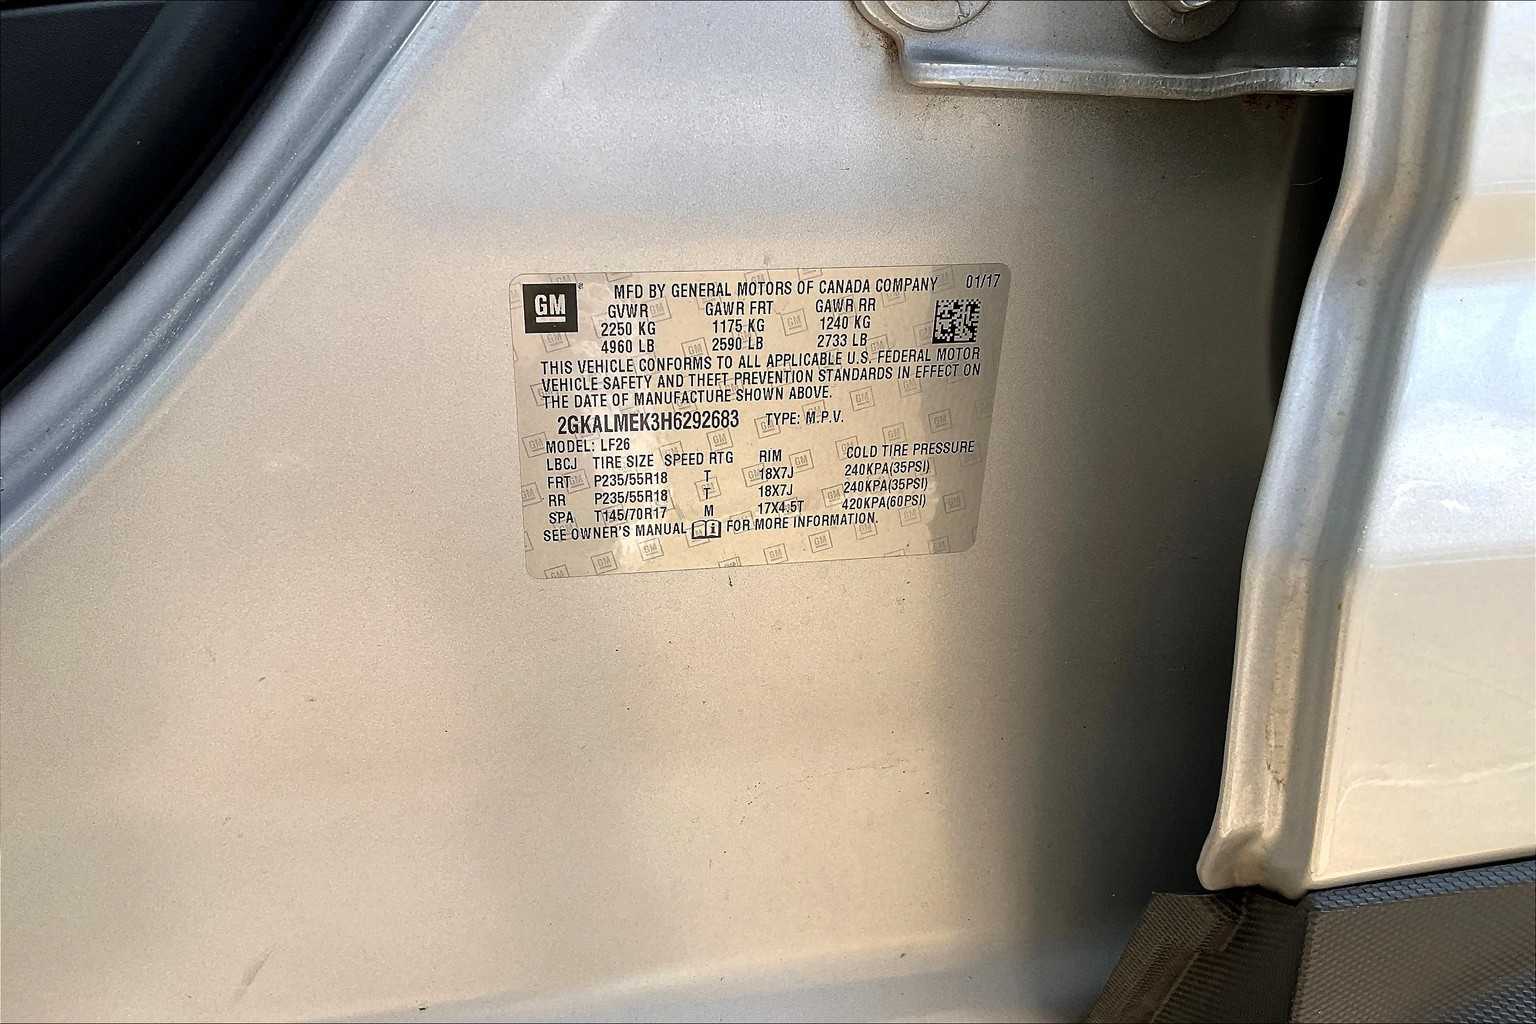 GM MFD BY GENERAL MOTORS OF CANADA COMPANY 01/17
GVWR GAWR FRT GAWR RR
2250 KG 1175 KG 1240 KG
4960 LB 2590 LB 2733 LB
THIS VEHICLE CONFORMS TO ALL APPLICABLE U.S. FEDERAL MOTOR
VEHICLE SAFETY AND THEFT PREVENTION STANDARDS IN EFFECT ON
THE DATE OF MANUFACTURE SHOWN ABOVE.
2GKALMEK3H6292683 TYPE: M.P.V.
MODEL: LF26
LBCJ TIRE SIZE SPEED RTG RIM COLD TIRE PRESSURE
FRT P235/55R18 T 18X7J 240KPA(35PSI)
RR P235/55R18 T 18X7J 240KPA(35PSI)
SPA T145/70R17 M 17X4.5T 420KPA(60PSI)
SEE OWNER'S MANUAL FOR MORE INFORMATION.